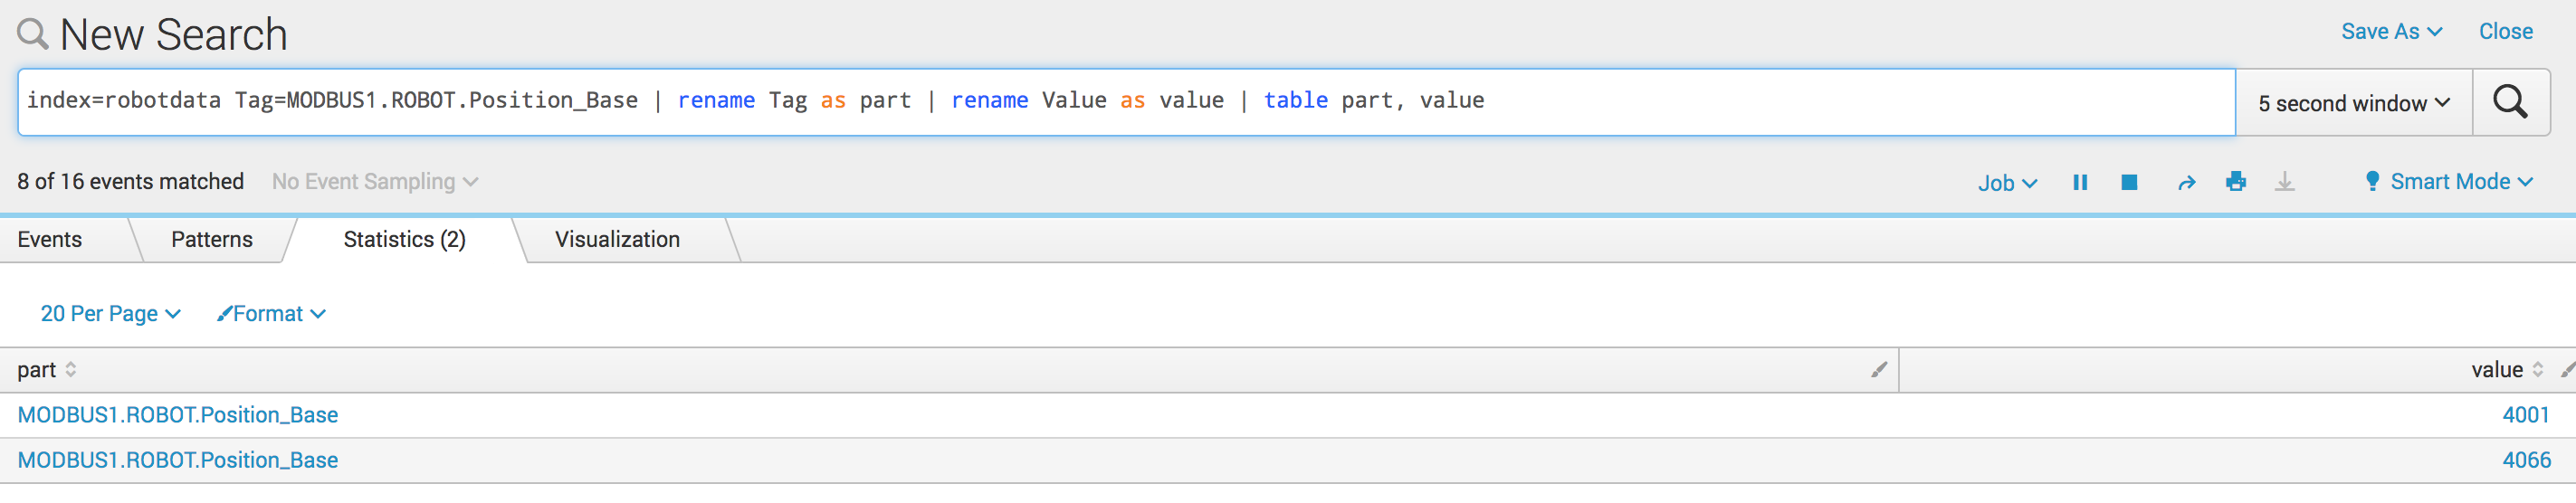 New Search
Save As Close
index=robotdata Tag=MODBUS1.ROBOT.Position_Base | rename Tag as part | rename Value as value | table part, value
5 second window
8 of 16 events matched No Event Sampling
Job Smart Mode
Events Patterns Statistics (2) Visualization
20 Per Page Format
part value
MODBUS1.ROBOT.Position_Base 4001
MODBUS1.ROBOT.Position_Base 4066